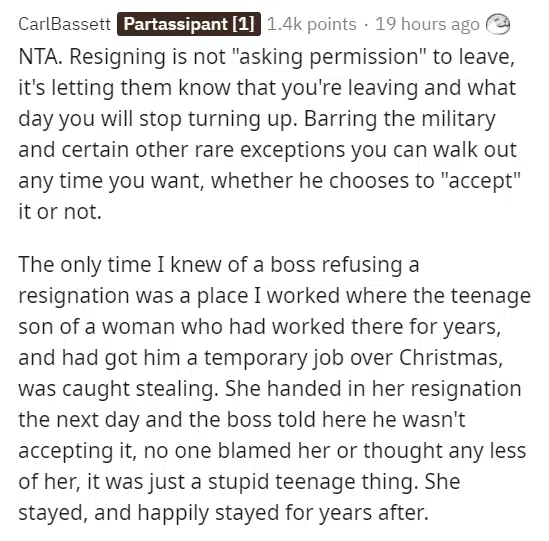 CarlBassett Partassipant [1] 1.4k points · 19 hours ago
NTA. Resigning is not "asking permission" to leave,
it's letting them know that you're leaving and what
day you will stop turning up. Barring the military
and certain other rare exceptions you can walk out
any time you want, whether he chooses to "accept"
it or not.
The only time I knew of a boss refusing a
resignation was a place I worked where the teenage
son of a woman who had worked there for years,
and had got him a temporary job over Christmas,
was caught stealing. She handed in her resignation
the next day and the boss told here he wasn't
accepting it, no one blamed her or thought any less
of her, it was just a stupid teenage thing. She
stayed, and happily stayed for years after.